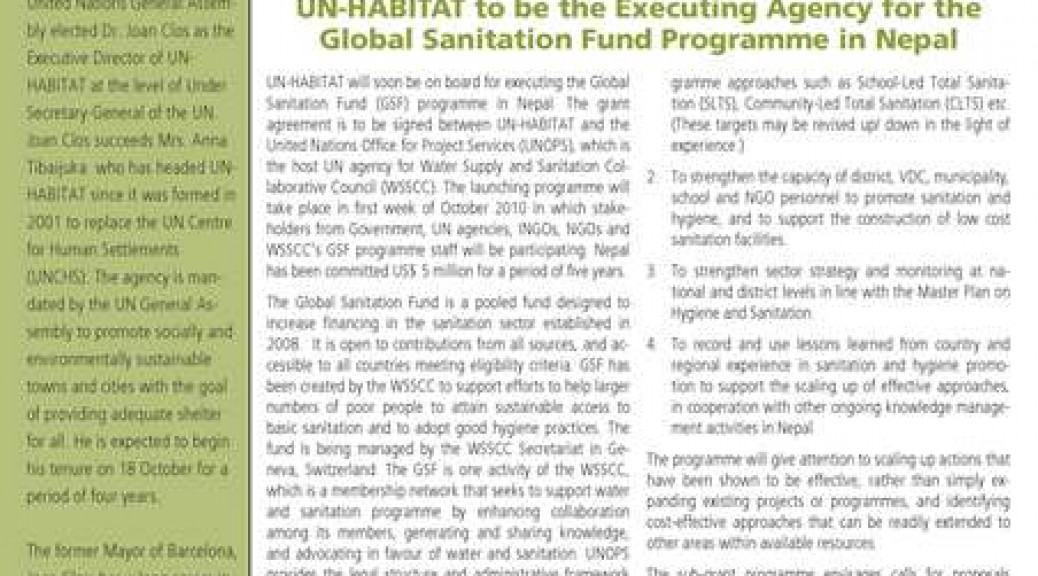 United Nations General Assem-
bly elected Dr. Joan Clos as the
Executive Director of UN-
HABITAT at the level of Under
Secretary-General of the UN.
Joan Clos succeeds Mrs. Anna
Tibaijuka who has headed UN-
HABITAT since it was formed in
2001 to replace the UN Centre
for Human Settlements
(UNCHS). The agency is man-
dated by the UN General As-
sembly to promote socially and
environmentally sustainable
towns and cities with the goal
of providing adequate shelter
for all. He is expected to begin
his tenure on 18 October for a
period of four years.
The former Mayor of Barcelona,
UN-HABITAT to be the Executing Agency for the
Global Sanitation Fund Programme in Nepal
UN-HABITAT will soon be on board for executing the Global
Sanitation Fund (GSF) programme in Nepal. The grant
agreement is to be signed between UN-HABITAT and the
United Nations Office for Project Services (UNOPS), which is
the host UN agency for Water Supply and Sanitation Col-
laborative Council (WSSCC). The launching programme will
take place in first week of October 2010 in which stake-
holders from Government, UN agencies, INGOs, NGOs and
WSSCC's GSF programme staff will be participating. Nepal
has been committed US$ 5 million for a period of five years.
The Global Sanitation Fund is a pooled fund designed to
increase financing in the sanitation sector established in
2008. It is open to contributions from all sources, and ac-
cessible to all countries meeting eligibility criteria. GSF has
been created by the WSSCC to support efforts to help larger
numbers of poor people to attain sustainable access to
basic sanitation and to adopt good hygiene practices. The
fund is being managed by the WSSCC Secretariat in Ge-
neva, Switzerland. The GSF is one activity of the WSSCC,
which is a membership network that seeks to support water
and sanitation programme by enhancing collaboration
among its members, generating and sharing knowledge,
and advocating in favour of water and sanitation. UNOPS
provides the legal structure and administrative framework
gramme approaches such as School-Led Total Sanita-
tion (SLTS), Community-Led Total Sanitation (CLTS) etc.
(These targets may be revised up/ down in the light of
experience.)
2. To strengthen the capacity of district, VDC, municipality,
school and NGO personnel to promote sanitation and
hygiene, and to support the construction of low cost
sanitation facilities.
3. To strengthen sector strategy and monitoring at na-
tional and district levels in line with the Master Plan on
Hygiene and Sanitation.
4. To record and use lessons learned from country and
regional experience in sanitation and hygiene promo-
tion to support the scaling up of effective approaches,
in cooperation with other ongoing knowledge manage-
ment activities in Nepal.
The programme will give attention to scaling up actions that
have been shown to be effective, rather than simply ex-
panding existing projects or programmes, and identifying
cost-effective approaches that can be readily extended to
other areas within available resources.
The sub-grant programme envisages calls for proposals